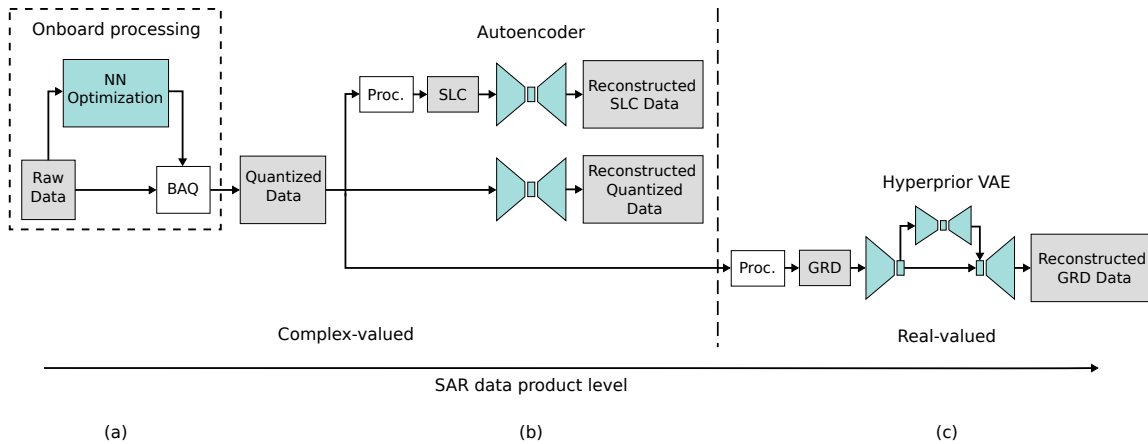 Onboard processing
NN
Optimization
Raw
Data
BAQ
Quantized
Data
Autoencoder
Proc.
SLC
Reconstructed
SLC Data
Reconstructed
Quantized
Data
Hyperprior VAE
Proc.
GRD
Reconstructed
GRD Data
Complex-valued
Real-valued
SAR data product level
(a)
(b)
(c)